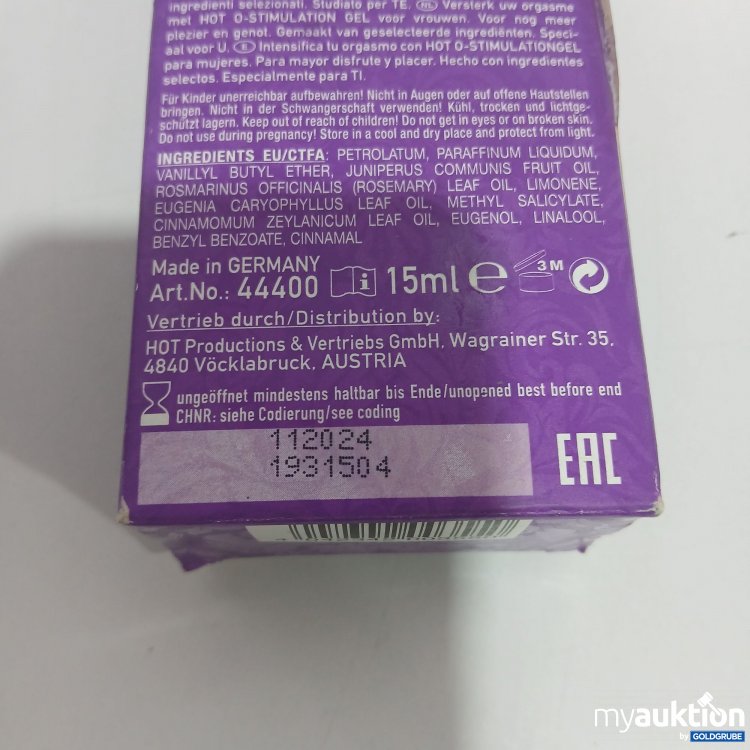 ingredienti selezionati. Studiato per TE. NL Versterk uw orgasme
met HOT O-STIMULATION GEL voor vrouwen. Voor nog meer
plezier en genot. Gemaakt van geselecteerde ingrediënten. Speci-
aal voor U. E Intensifica tu orgasmo con HOT O-STIMULATIONGEL
para mujeres. Para mayor disfrute y placer. Hecho con ingredientes
selectos. Especialmente para TI.
Für Kinder unerreichbar aufbewahren! Nicht in Augen oder auf offene Hautstellen
bringen. Nicht in der Schwangerschaft verwenden! Kühl, trocken und lichtge-
schützt lagern. Keep out of reach of children! Do not get in eyes or on broken skin.
Do not use during pregnancy! Store in a cool and dry place and protect from light.
INGREDIENTS EU/CTFA: PETROLATUM, PARAFFINUM LIQUIDUM,
VANILLYL BUTYL ETHER, JUNIPERUS COMMUNIS FRUIT OIL,
ROSMARINUS OFFICINALIS (ROSEMARY) LEAF OIL, LIMONENE,
EUGENIA CARYOPHYLLUS LEAF OIL, METHYL SALICYLATE,
CINNAMOMUM ZEYLANICUM LEAF OIL, EUGENOL, LINALOOL,
BENZYL BENZOATE, CINNAMAL
Made in GERMANY
Art.No.: 44400 i 15ml e 3 M
Vertrieb durch/Distribution by:
HOT Productions & Vertriebs GmbH, Wagrainer Str. 35,
4840 Vöcklabruck, AUSTRIA
ungeöffnet mindestens haltbar bis Ende/unopened best before end
CHNR: siehe Codierung/see coding
112024
1931504
EAC
myauktion
by GOLDGRUBE